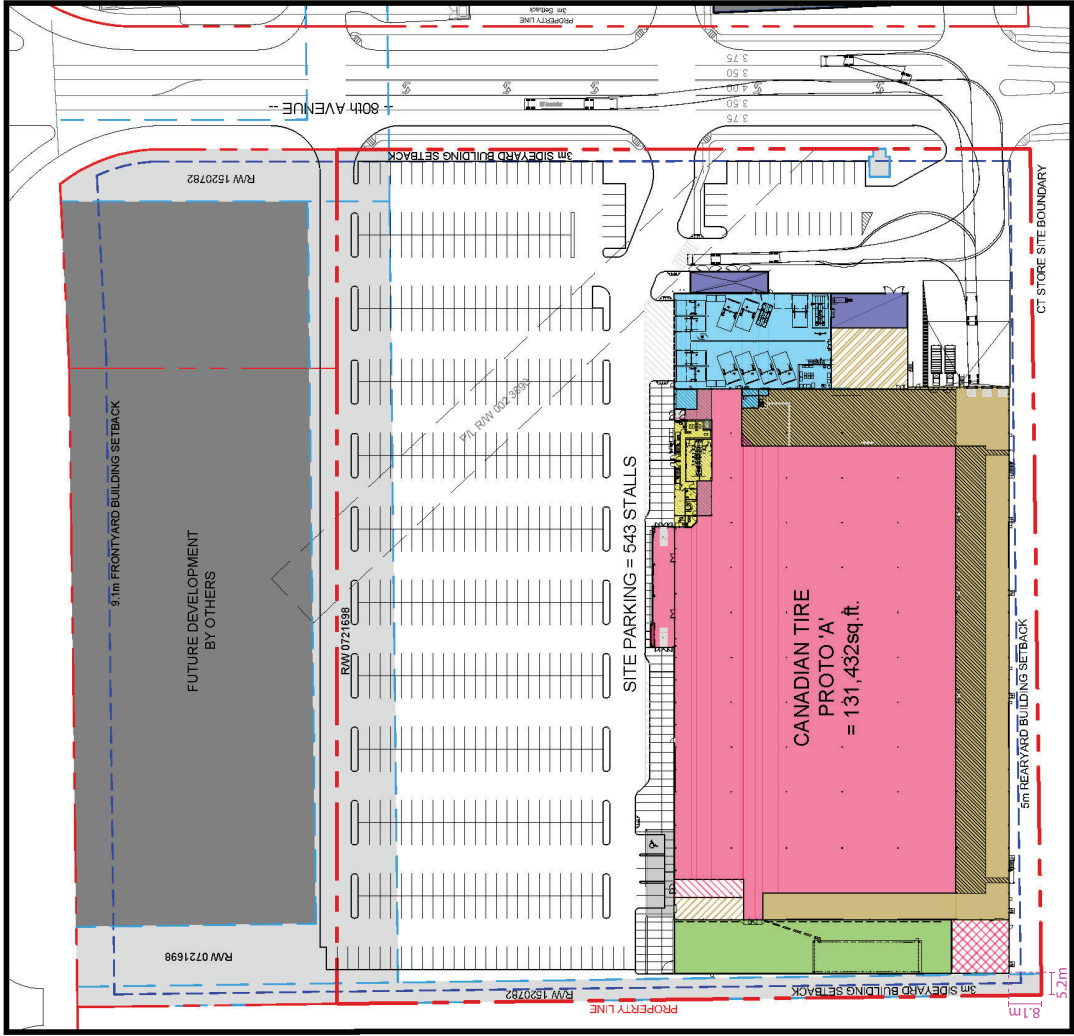 3m Setback
PROPERTY LINE
3.75
3.50
4.00
3.50
3.75
-- 80th AVENUE --
3m SIDEYARD BUILDING SETBACK
R/W 1520782
CT STORE SITE BOUNDARY
9.1m FRONTYARD BUILDING SETBACK
P/L R/W 002 3690
FUTURE DEVELOPMENT
BY OTHERS
R/W 0721698
SITE PARKING = 543 STALLS
CANADIAN TIRE
PROTO 'A'
= 131,432sq.ft.
5m REARYARD BUILDING SETBACK
R/W 0721698
R/W 1520782
3m SIDEYARD BUILDING SETBACK
PROPERTY LINE
8.1m
5.2m